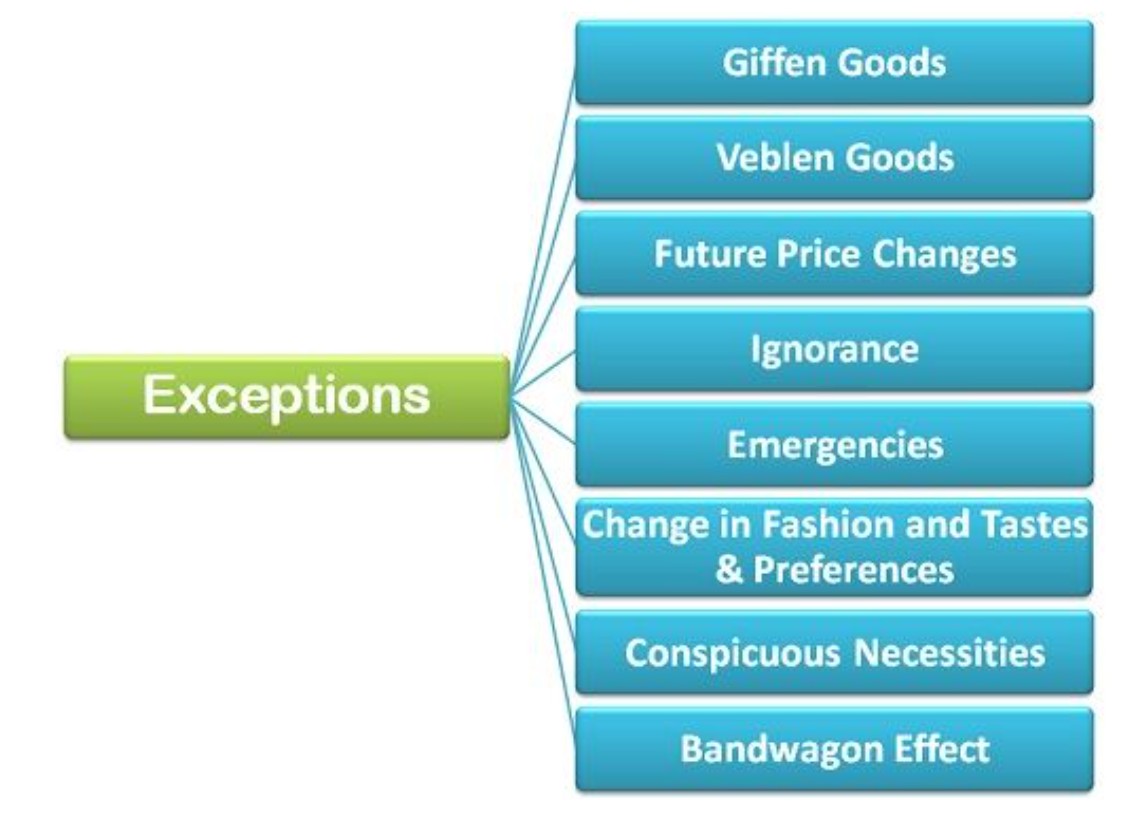 Exceptions
Giffen Goods
Veblen Goods
Future Price Changes
Ignorance
Emergencies
Change in Fashion and Tastes
& Preferences
Conspicuous Necessities
Bandwagon Effect